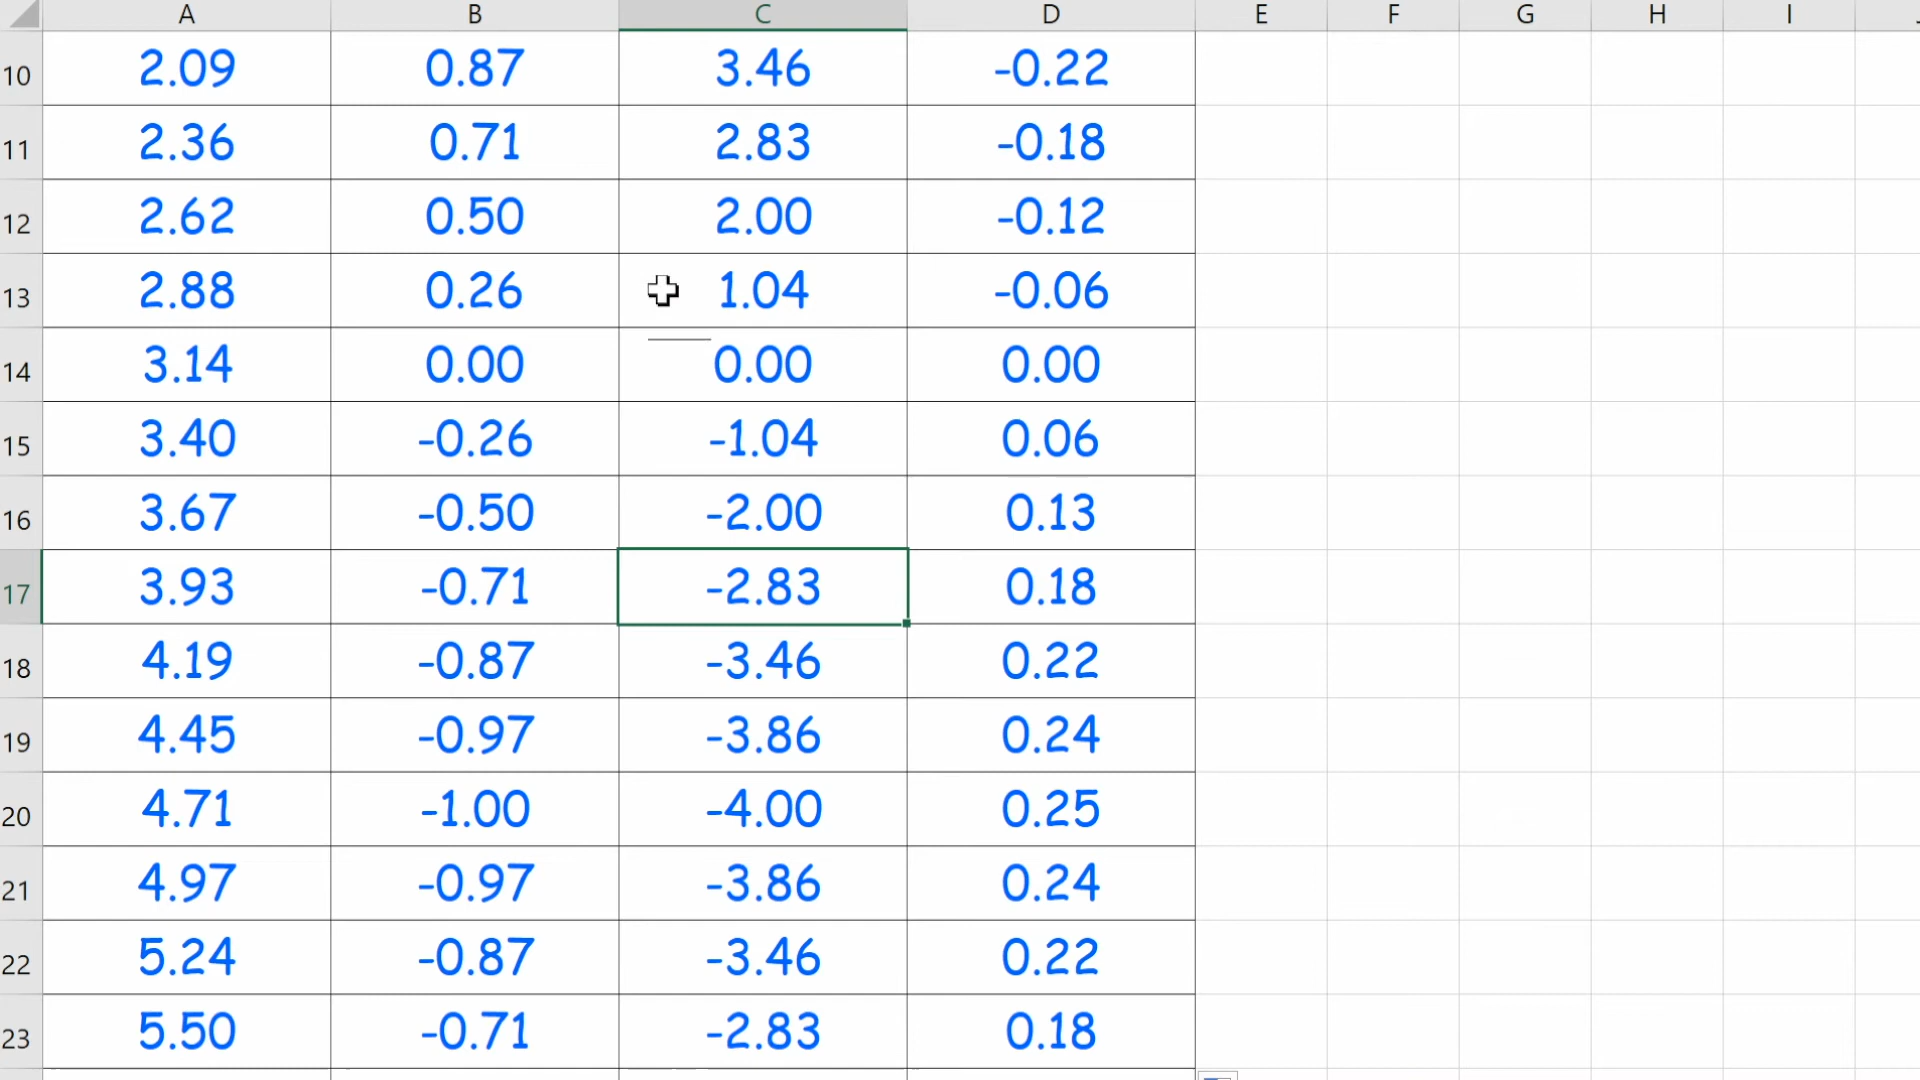 A B C D E F G H I
10 2.09 0.87 3.46 -0.22
11 2.36 0.71 2.83 -0.18
12 2.62 0.50 2.00 -0.12
13 2.88 0.26 1.04 -0.06
14 3.14 0.00 0.00 0.00
15 3.40 -0.26 -1.04 0.06
16 3.67 -0.50 -2.00 0.13
17 3.93 -0.71 -2.83 0.18
18 4.19 -0.87 -3.46 0.22
19 4.45 -0.97 -3.86 0.24
20 4.71 -1.00 -4.00 0.25
21 4.97 -0.97 -3.86 0.24
22 5.24 -0.87 -3.46 0.22
23 5.50 -0.71 -2.83 0.18